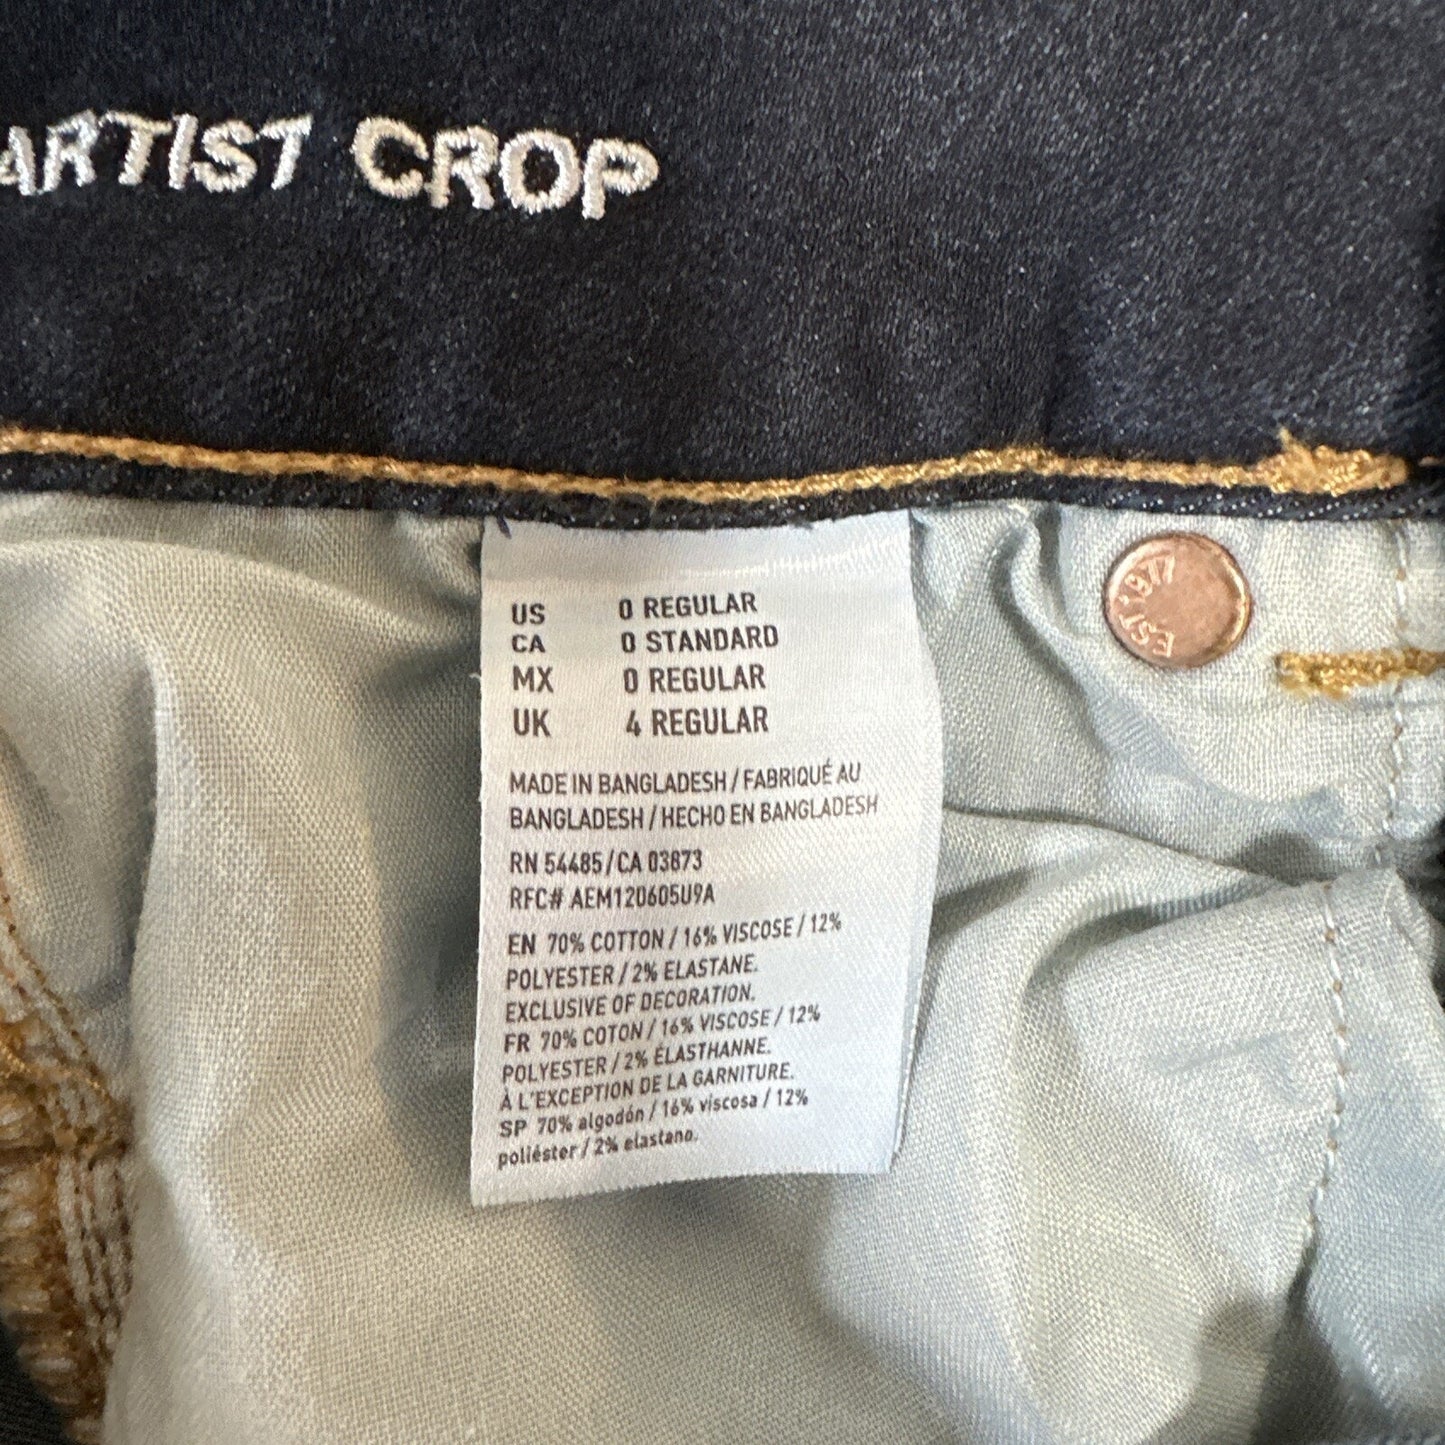 ARTIST CROP
US 0 REGULAR
CA 0 STANDARD
MX 0 REGULAR
UK 4 REGULAR
MADE IN BANGLADESH / FABRIQUÉ AU
BANGLADESH / HECHO EN BANGLADESH
RN 54485/CA 03873
RFC# AEM120605U9A
EN 70% COTTON / 16% VISCOSE / 12%
POLYESTER / 2% ELASTANE.
EXCLUSIVE OF DECORATION.
FR 70% COTON / 16% VISCOSE / 12%
POLYESTER / 2% ÉLASTHANNE.
À L'EXCEPTION DE LA GARNITURE.
SP 70% algodón / 16% viscosa / 12%
poliéster / 2% elastano.
EST 1977